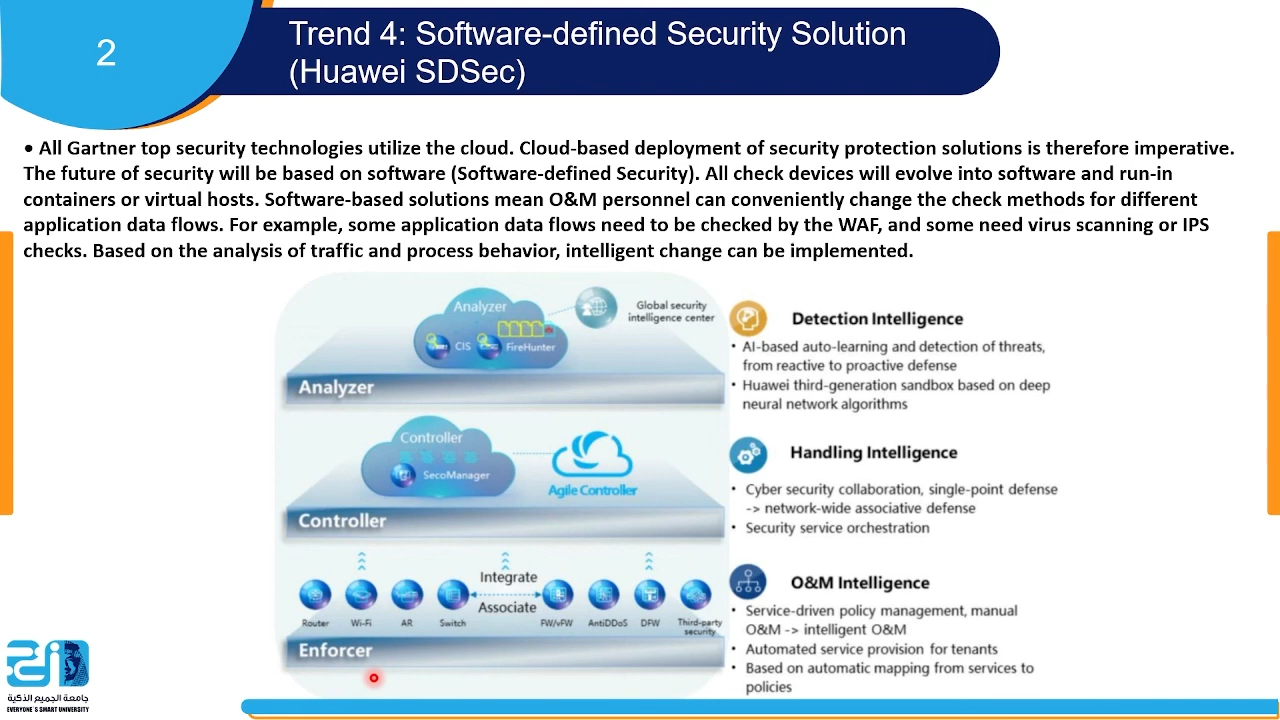 2
Trend 4: Software-defined Security Solution
(Huawei SDSec)
• All Gartner top security technologies utilize the cloud. Cloud-based deployment of security protection solutions is therefore imperative.
The future of security will be based on software (Software-defined Security). All check devices will evolve into software and run-in
containers or virtual hosts. Software-based solutions mean O&M personnel can conveniently change the check methods for different
application data flows. For example, some application data flows need to be checked by the WAF, and some need virus scanning or IPS
checks. Based on the analysis of traffic and process behavior, intelligent change can be implemented.
Analyzer
CIS
FireHunter
Global security
intelligence center
Analyzer
Controller
SecoManager
Agile Controller
Controller
Integrate
Associate
Router
Wi-Fi
AR
Switch
FW/vFW
AntiDDoS
DFW
Third-party
security
Enforcer
Detection Intelligence
• AI-based auto-learning and detection of threats,
from reactive to proactive defense
• Huawei third-generation sandbox based on deep
neural network algorithms
Handling Intelligence
• Cyber security collaboration, single-point defense
-> network-wide associative defense
• Security service orchestration
O&M Intelligence
• Service-driven policy management, manual
O&M -> intelligent O&M
• Automated service provision for tenants
• Based on automatic mapping from services to
policies
جامعة الجميع الذكية
EVERYONE'S SMART UNIVERSITY